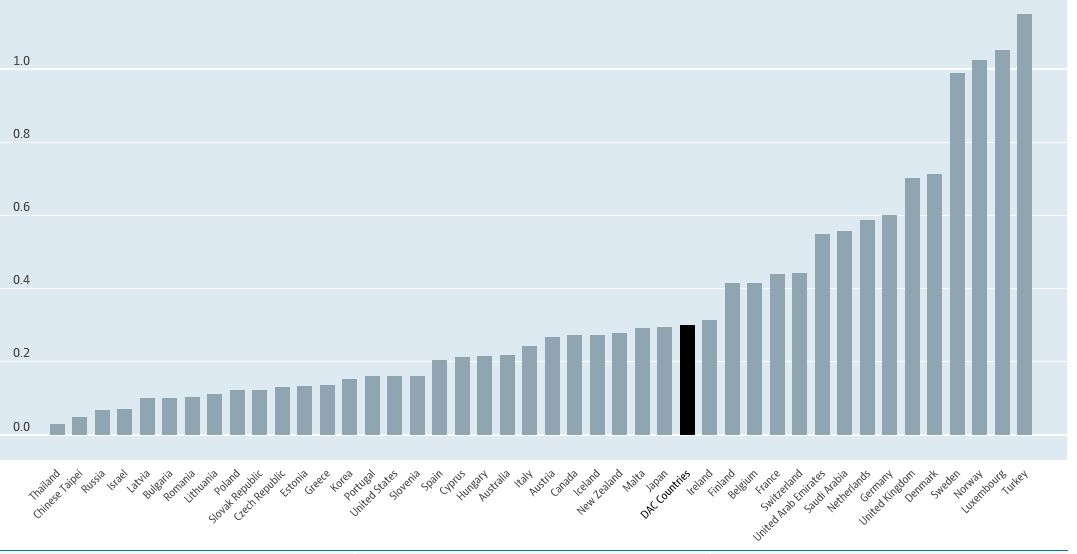 1.0
0.8
0.6
0.4
0.2
0.0
Thailand
Chinese Taipei
Russia
Israel
Latvia
Bulgaria
Romania
Lithuania
Poland
Slovak Republic
Czech Republic
Estonia
Greece
Korea
Portugal
United States
Slovenia
Spain
Cyprus
Hungary
Australia
Italy
Austria
Canada
Iceland
New Zealand
Malta
Japan
DAC Countries
Ireland
Finland
Belgium
France
Switzerland
United Arab Emirates
Saudi Arabia
Netherlands
Germany
United Kingdom
Denmark
Sweden
Norway
Luxembourg
Turkey